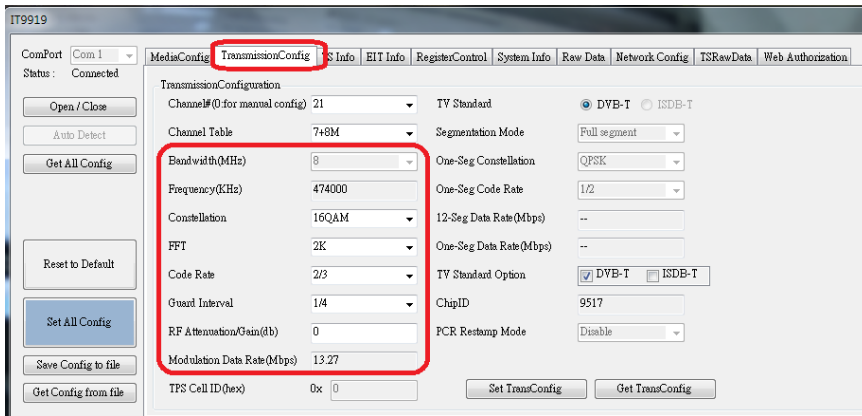 IT9919
ComPort Com 1
Status : Connected
Open / Close
Auto Detect
Get All Config
Reset to Default
Set All Config
Save Config to file
Get Config from file
MediaConfig TransmissionConfig TS Info EIT Info RegisterControl System Info Raw Data Network Config TSRawData Web Authorization
TransmissionConfiguration
Channel#(0:for manual config) 21
Channel Table 7+8M
Bandwidth(MHz) 8
Frequency(KHz) 474000
Constellation 16QAM
FFT 2K
Code Rate 2/3
Guard Interval 1/4
RF Attenuation/Gain(db) 0
Modulation Data Rate(Mbps) 13.27
TPS Cell ID(hex) 0x 0
TV Standard DVB-T ISDB-T
Segmentation Mode Full segment
One-Seg Constellation QPSK
One-Seg Code Rate 1/2
12-Seg Data Rate(Mbps) --
One-Seg Data Rate(Mbps) --
TV Standard Option DVB-T ISDB-T
ChipID 9517
PCR Restamp Mode Disable
Set TransConfig Get TransConfig